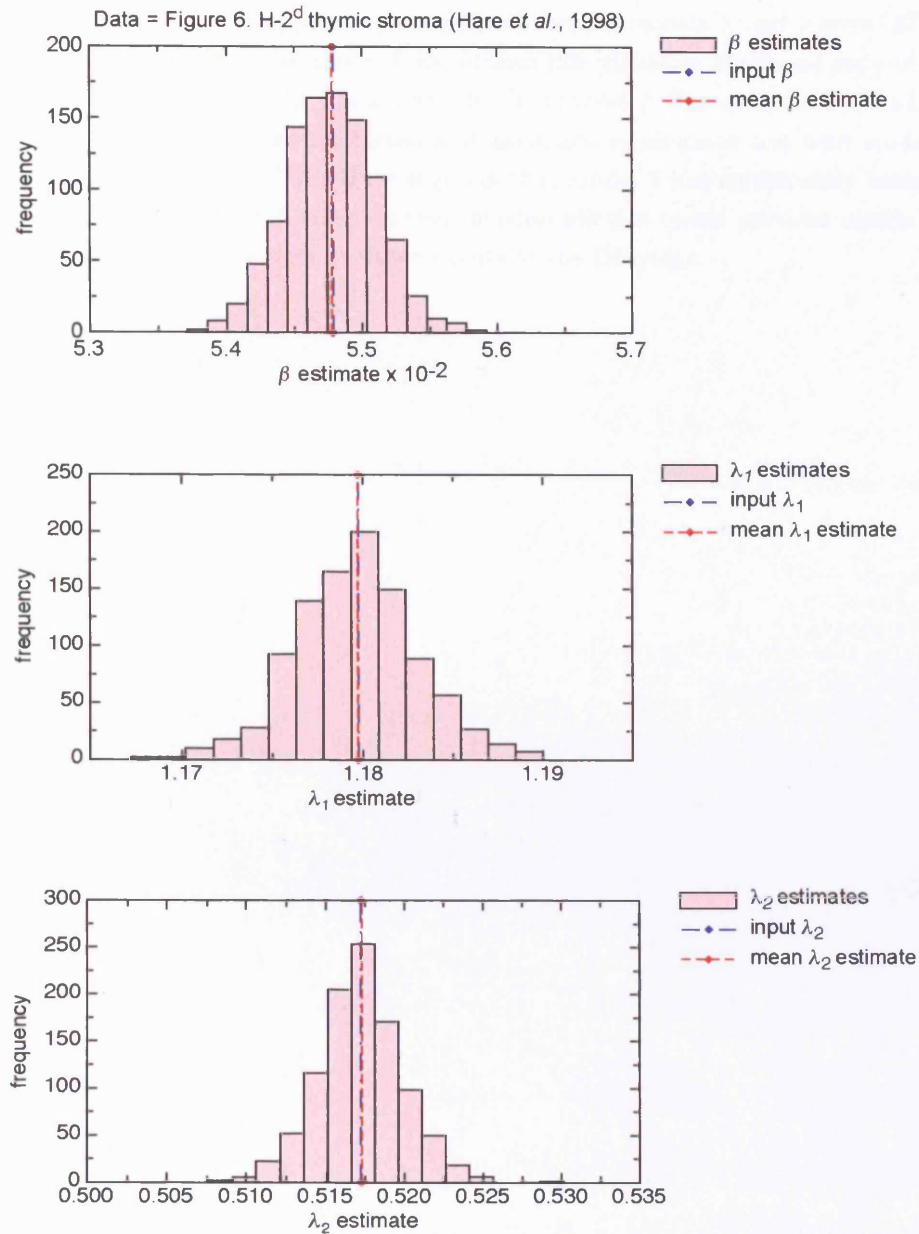 Data = Figure 6. H-2d thymic stroma (Hare et al., 1998)
200
150
100
50
0
frequency
5.3 5.4 5.5 5.6 5.7
β estimate x 10-2
β estimates
input β
mean β estimate
250
200
150
100
50
0
frequency
1.17 1.18 1.19
λ1 estimate
λ1 estimates
input λ1
mean λ1 estimate
300
250
200
150
100
50
0
frequency
0.500 0.505 0.510 0.515 0.520 0.525 0.530 0.535
λ2 estimate
λ2 estimates
input λ2
mean λ2 estimate